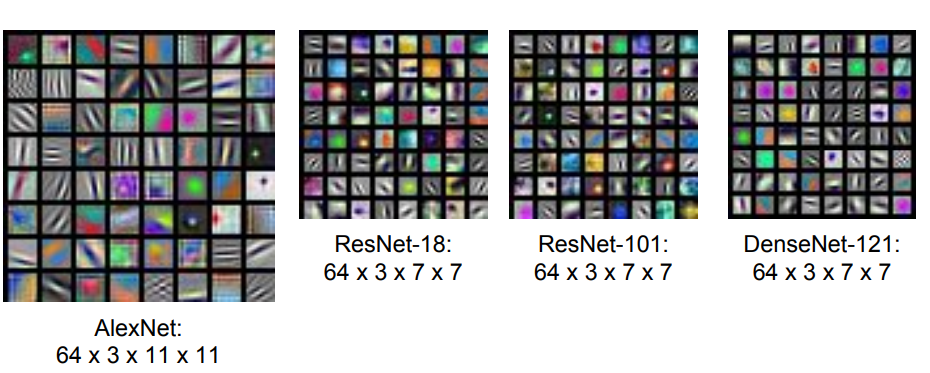 AlexNet:
64 x 3 x 11 x 11
ResNet-18:
64 x 3 x 7 x 7
ResNet-101:
64 x 3 x 7 x 7
DenseNet-121:
64 x 3 x 7 x 7